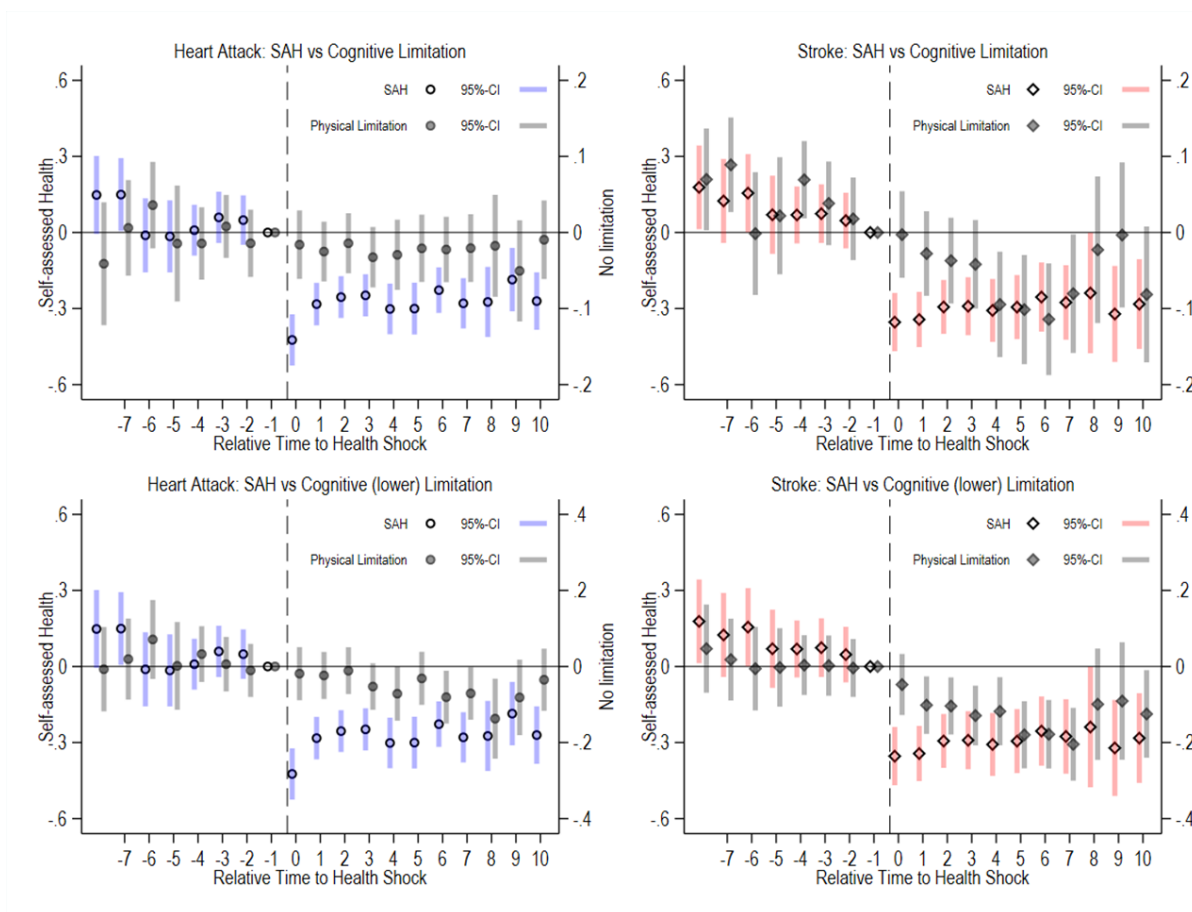 Heart Attack: SAH vs Cognitive Limitation
SAH 95%-CI
Physical Limitation 95%-CI
Self-assessed Health
.6
.3
0
-.3
-.6
.2
.1
0
-.1
-.2
No limitation
-7 -6 -5 -4 -3 -2 -1 0 1 2 3 4 5 6 7 8 9 10
Relative Time to Health Shock
Stroke: SAH vs Cognitive Limitation
SAH 95%-CI
Physical Limitation 95%-CI
Self-assessed Health
.6
.3
0
-.3
-.6
.2
.1
0
-.1
-.2
-7 -6 -5 -4 -3 -2 -1 0 1 2 3 4 5 6 7 8 9 10
Relative Time to Health Shock
Heart Attack: SAH vs Cognitive (lower) Limitation
SAH 95%-CI
Physical Limitation 95%-CI
Self-assessed Health
.6
.3
0
-.3
-.6
.4
.2
0
-.2
-.4
No limitation
-7 -6 -5 -4 -3 -2 -1 0 1 2 3 4 5 6 7 8 9 10
Relative Time to Health Shock
Stroke: SAH vs Cognitive (lower) Limitation
SAH 95%-CI
Physical Limitation 95%-CI
Self-assessed Health
.6
.3
0
-.3
-.6
.4
.2
0
-.2
-.4
-7 -6 -5 -4 -3 -2 -1 0 1 2 3 4 5 6 7 8 9 10
Relative Time to Health Shock